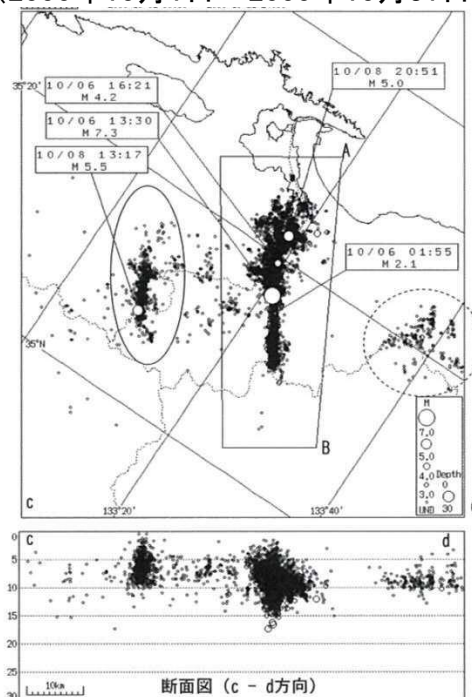 10/06 16:21
M 4.2
10/06 13:30
M 7.3
10/08 13:17
M 5.5
10/08 20:51
M 5.0
10/06 01:55
M 2.1
35°20'
35°N
A
B
c
133°20'
133°40'
M
7.0
5.0
4.0
3.0
UND
Depth
0
30
c
d
0
5
10
15
20
25
30
10km
断面図 (c - d方向)